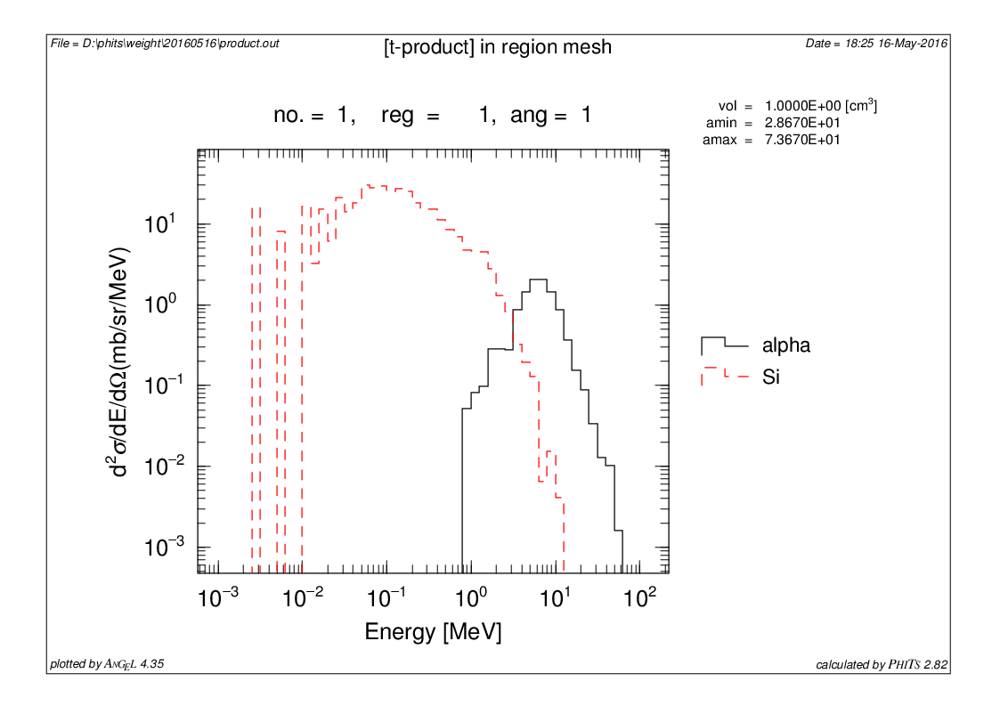 File = D:\phits\weight\20160516\product.out
[t-product] in region mesh
Date = 18:25 16-May-2016
no. = 1, reg = 1, ang = 1
vol = 1.0000E+00 [cm³]
amin = 2.8670E+01
amax = 7.3670E+01
d²σ/dE/dΩ(mb/sr/MeV)
10¹
10⁰
10⁻¹
10⁻²
10⁻³
alpha
Si
10⁻³ 10⁻² 10⁻¹ 10⁰ 10¹ 10²
Energy [MeV]
plotted by ANGEL 4.35
calculated by PHITS 2.82